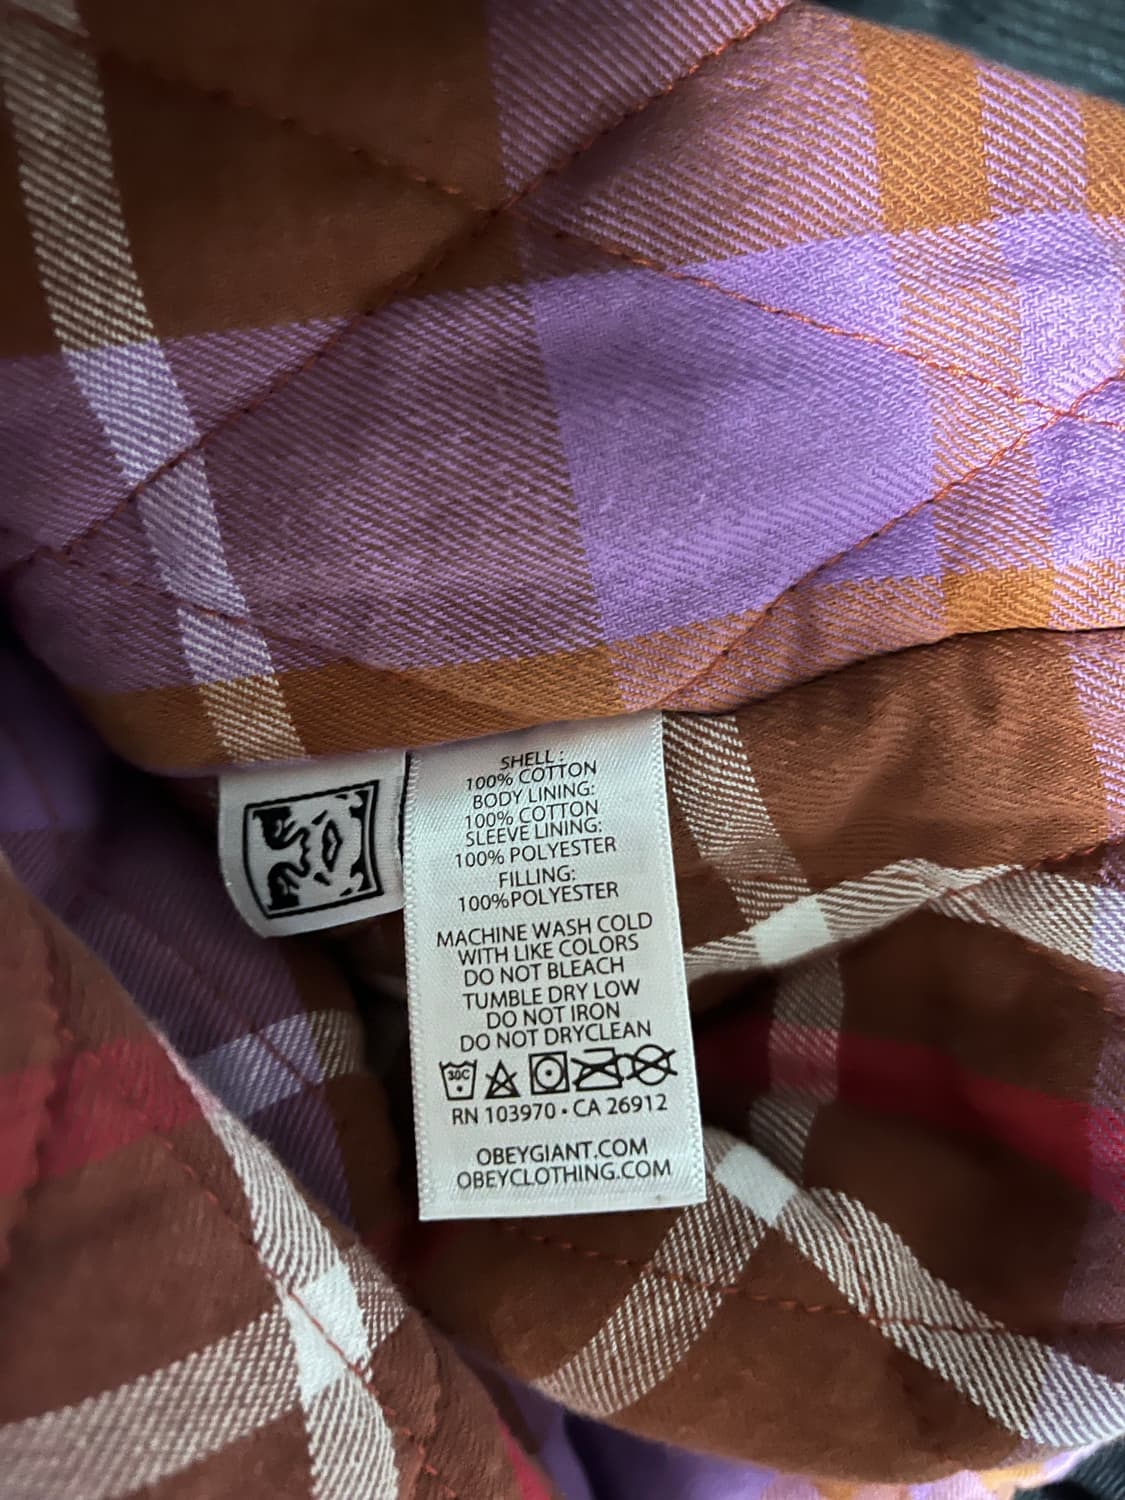 SHELL:
100% COTTON
BODY LINING:
100% COTTON
SLEEVE LINING:
100% POLYESTER
FILLING:
100%POLYESTER
MACHINE WASH COLD
WITH LIKE COLORS
DO NOT BLEACH
TUMBLE DRY LOW
DO NOT IRON
DO NOT DRYCLEAN
30C
RN 103970 • CA 26912
OBEYGIANT.COM
OBEYCLOTHING.COM